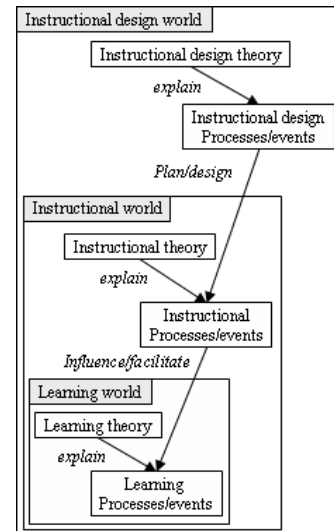 Instructional design world
Instructional design theory
explain
Instructional design
Processes/events
Plan/design
Instructional world
Instructional theory
explain
Instructional
Processes/events
Influence/facilitate
Learning world
Learning theory
explain
Learning
Processes/events